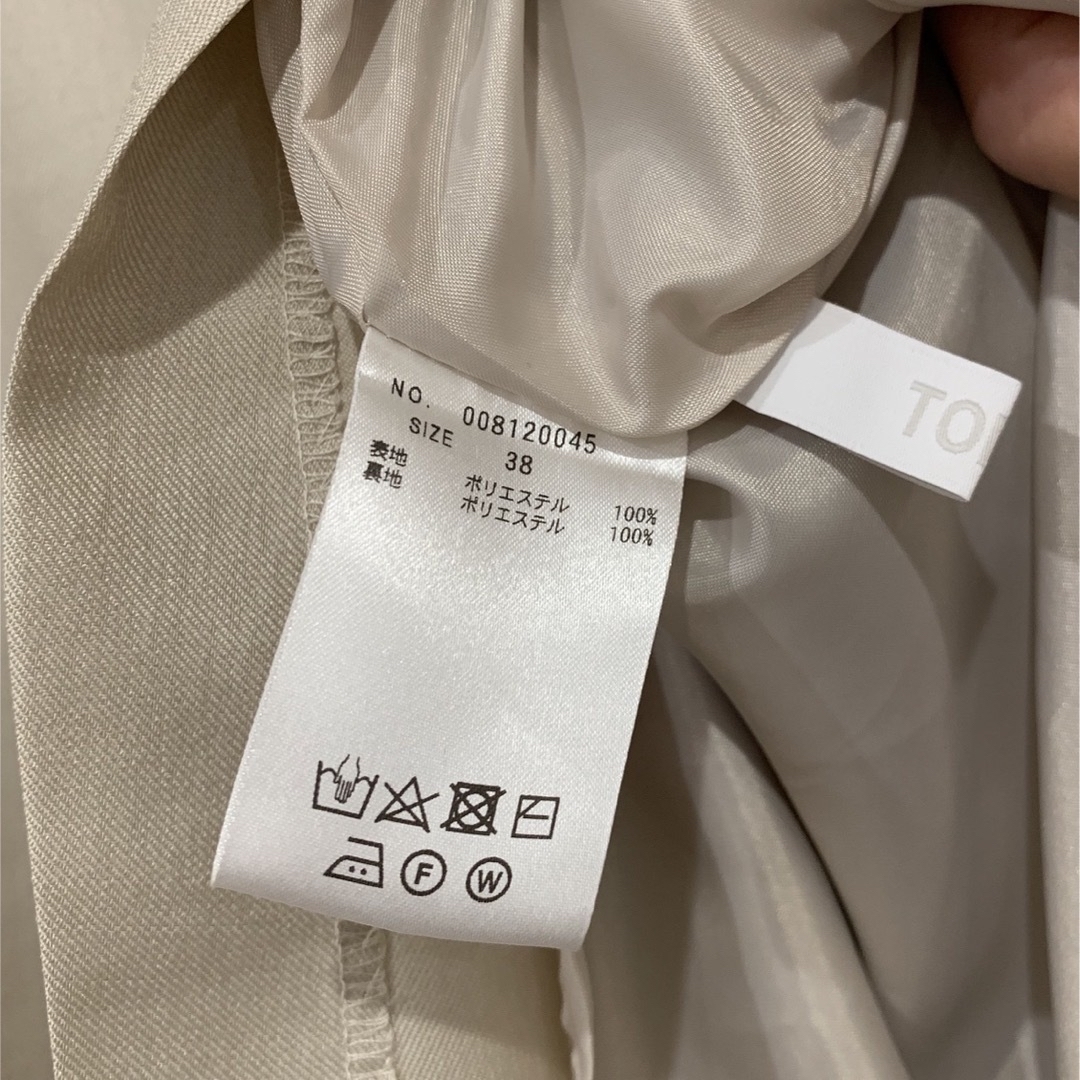 NO. 008120045
SIZE 38
表地 ポリエステル 100%
裏地 ポリエステル 100%
F W